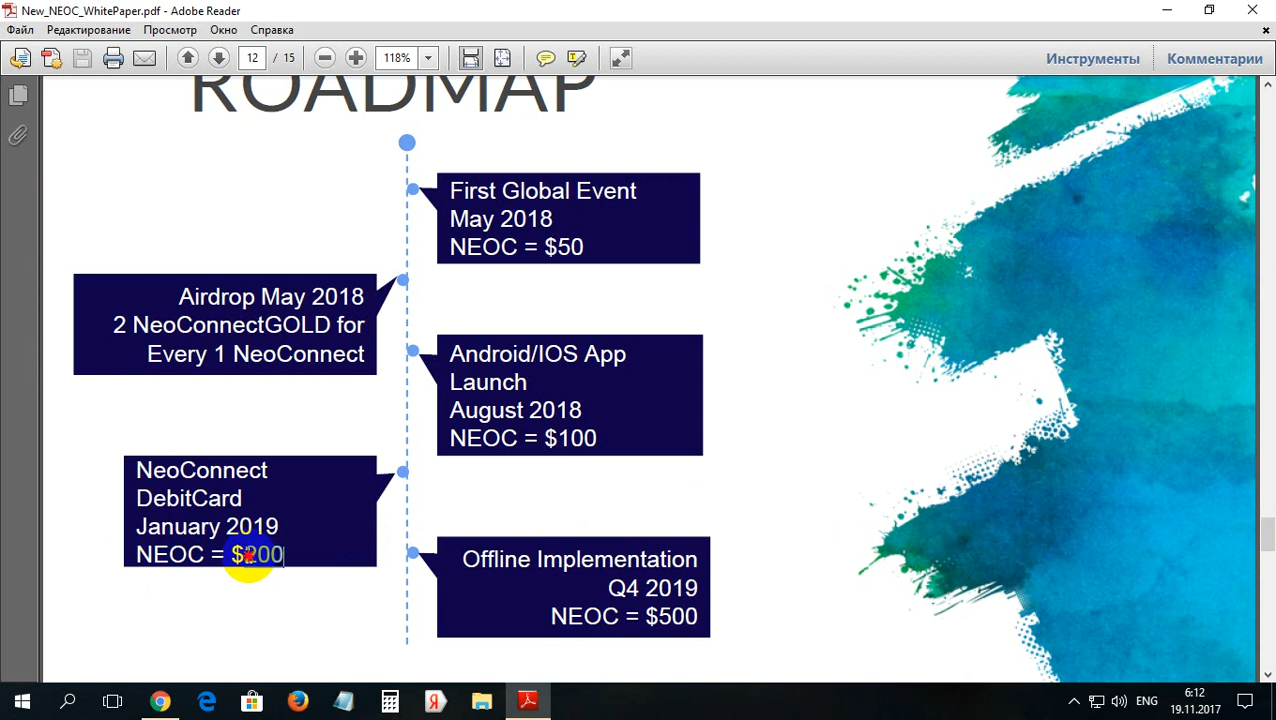 New_NEOC_WhitePaper.pdf - Adobe Reader
Файл Редактирование Просмотр Окно Справка
12 / 15 118% Инструменты Комментарии
ROADMAP
First Global Event
May 2018
NEOC = $50
Airdrop May 2018
2 NeoConnectGOLD for
Every 1 NeoConnect
Android/IOS App
Launch
August 2018
NEOC = $100
NeoConnect
DebitCard
January 2019
NEOC = $200
Offline Implementation
Q4 2019
NEOC = $500
ENG
6:12
19.11.2017